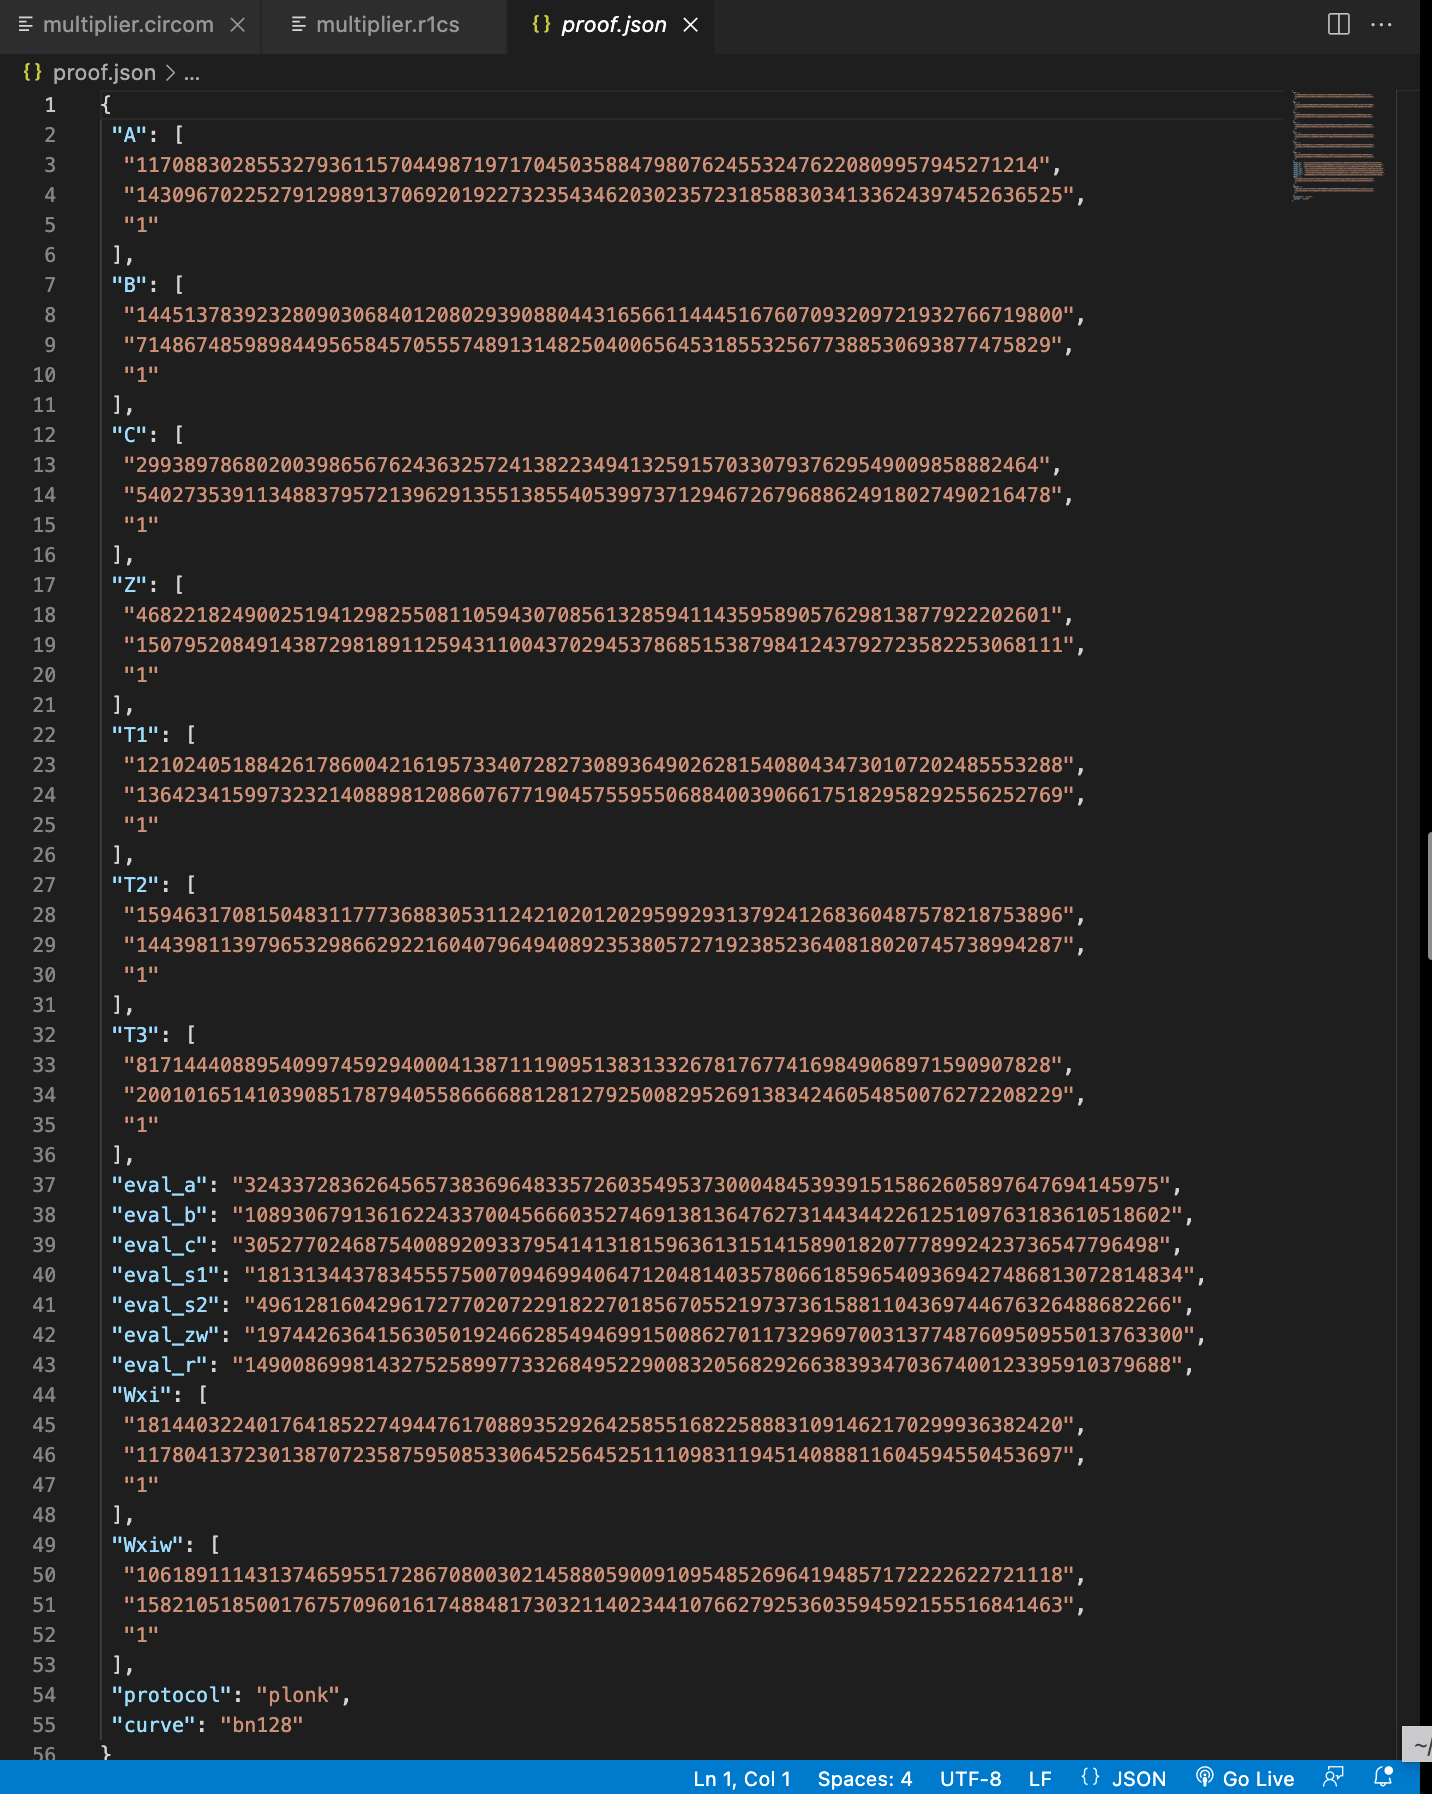 multiplier.circom
multiplier.r1cs
{} proof.json
{} proof.json > ...
1 {
2 "A": [
3 "11708830285532793611570449871971704503588479807624553247622080995794527​1214",
4 "14309670225279129891370692019227323543462030235723185883034133624397452636525",
5 "1"
6 ],
7 "B": [
8 "14451378392328090306840120802939088044316566114445167607093209721932766719800",
9 "7148674859898449565845705557489131482504006564531855325677388530693877475829",
10 "1"
11 ],
12 "C": [
13 "299389786802003986567624363257241382234941325915703307937629549009858882464",
14 "5402735391134883795721396291355138554053997371294672679688624918027490216478",
15 "1"
16 ],
17 "Z": [
18 "4682218249002519412982550811059430708561328594114359589057629813877922202601",
19 "15079520849143872981891125943110043702945378685153879841243792723582253068111",
20 "1"
21 ],
22 "T1": [
23 "12102405188426178600421619573340728273089364902628154080434730107202485553288",
24 "13642341599732321408898120860767719045755955068840039066175182958292556252769",
25 "1"
26 ],
27 "T2": [
28 "15946317081504831177736883053112421020120295992931379241268360487578218753896",
29 "14439811397965329866292216040796494089235380572719238523640818020745738994287",
30 "1"
31 ],
32 "T3": [
33 "8171444088954099745929400041387111909513831332678176774169849068971590907828",
34 "20010165141039085178794055866668812812792500829526913834246054850076272208229",
35 "1"
36 ],
37 "eval_a": "3243372836264565738369648335726035495373000484539391515862605897647694145975",
38 "eval_b": "10893067913616224337004566603527469138136476273144344226125109763183610518602",
39 "eval_c": "3052770246875400892093379541413181596361315141589018207778992423736547796498",
40 "eval_s1": "18131344378345557500709469940647120481403578066185965409369427486813072814834",
41 "eval_s2": "4961281604296172770207229182270185670552197373615881104369744676326488682266",
42 "eval_zw": "19744263641563050192466285494699150086270117329697003137748760950955013763300",
43 "eval_r": "14900869981432752589977332684952290083205682926638393470367400123395910379688",
44 "Wxi": [
45 "18144032240176418522749447617088935292642585516822588831091462170299936382420",
46 "11780413723013870723587595085330645256452511109831194514088811604594550453697",
47 "1"
48 ],
49 "Wxiw": [
50 "10618911143137465955172867080030214588059009109548526964194857172222622721118",
51 "15821051850017675709601617488481730321140234410766279253603594592155516841463",
52 "1"
53 ],
54 "protocol": "plonk",
55 "curve": "bn128"
56 }
~/
Ln 1, Col 1 Spaces: 4 UTF-8 LF {} JSON Go Live